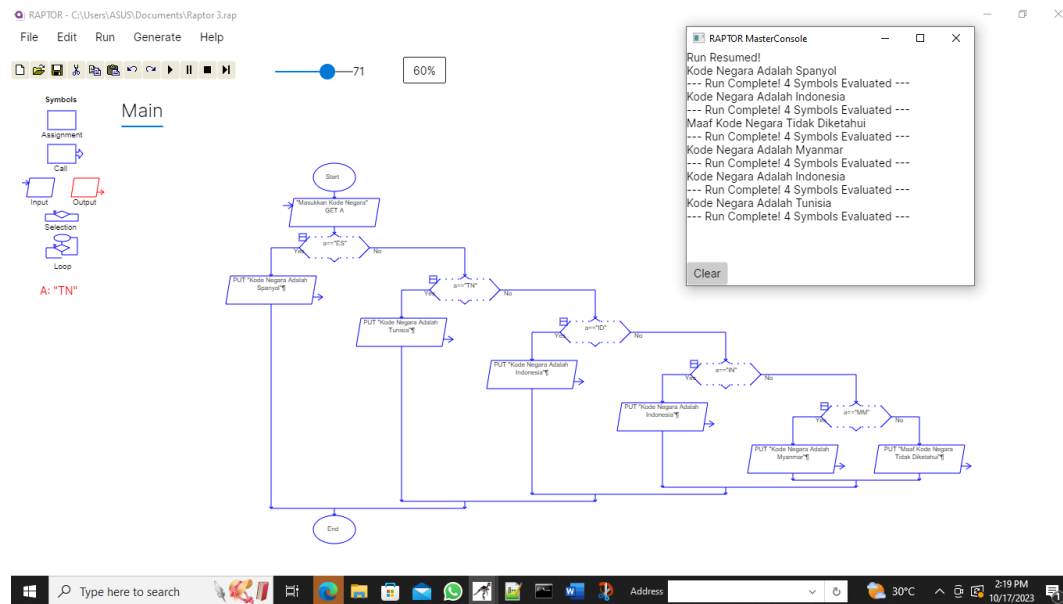 RAPTOR - C:\Users\ASUS\Documents\Raptor 3.rap
File Edit Run Generate Help
71
60%
Symbols
Assignment
Call
Input Output
Selection
Loop
A: "TN"
Main
Start
"Masukkan Kode Negara"
GET A
a=="ES"
Yes No
PUT "Kode Negara Adalah
Spanyol"¶
a=="TN"
Yes No
PUT "Kode Negara Adalah
Tunisia"¶
a=="ID"
Yes No
PUT "Kode Negara Adalah
Indonesia"¶
a=="IN"
Yes No
PUT "Kode Negara Adalah
Indonesia"¶
a=="MM"
Yes No
PUT "Kode Negara Adalah
Myanmar"¶
PUT "Maaf Kode Negara
Tidak Diketahui"¶
End
RAPTOR MasterConsole
Run Resumed!
Kode Negara Adalah Spanyol
--- Run Complete! 4 Symbols Evaluated ---
Kode Negara Adalah Indonesia
--- Run Complete! 4 Symbols Evaluated ---
Maaf Kode Negara Tidak Diketahui
--- Run Complete! 4 Symbols Evaluated ---
Kode Negara Adalah Myanmar
--- Run Complete! 4 Symbols Evaluated ---
Kode Negara Adalah Indonesia
--- Run Complete! 4 Symbols Evaluated ---
Kode Negara Adalah Tunisia
--- Run Complete! 4 Symbols Evaluated ---
Clear
Type here to search
Address
30°C
2:19 PM
10/17/2023